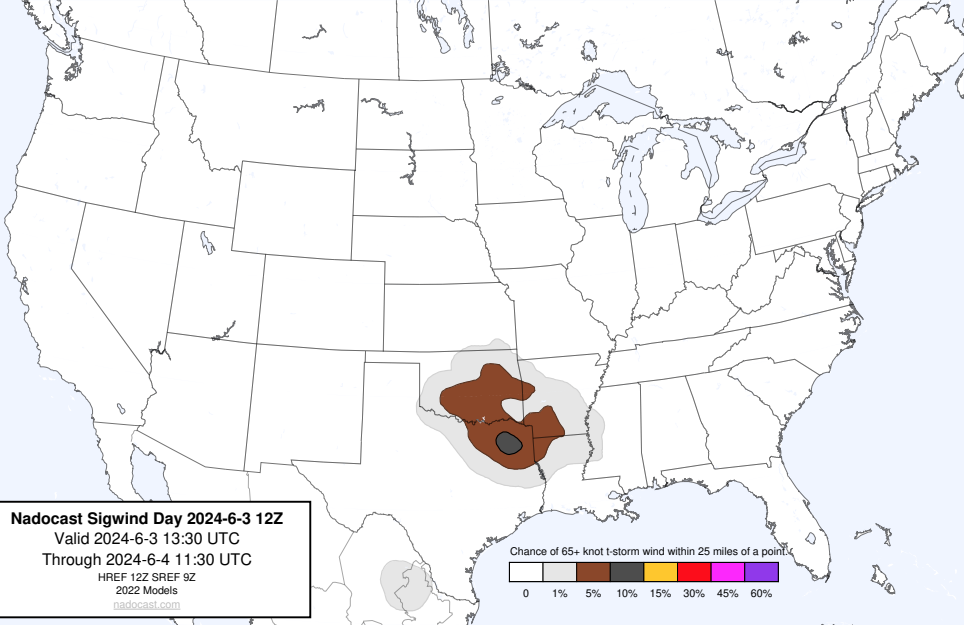 Nadocast Sigwind Day 2024-6-3 12Z
Valid 2024-6-3 13:30 UTC
Through 2024-6-4 11:30 UTC
HREF 12Z SREF 9Z
2022 Models
nadocast.com
Chance of 65+ knot t-storm wind within 25 miles of a point.
0 1% 5% 10% 15% 30% 45% 60%